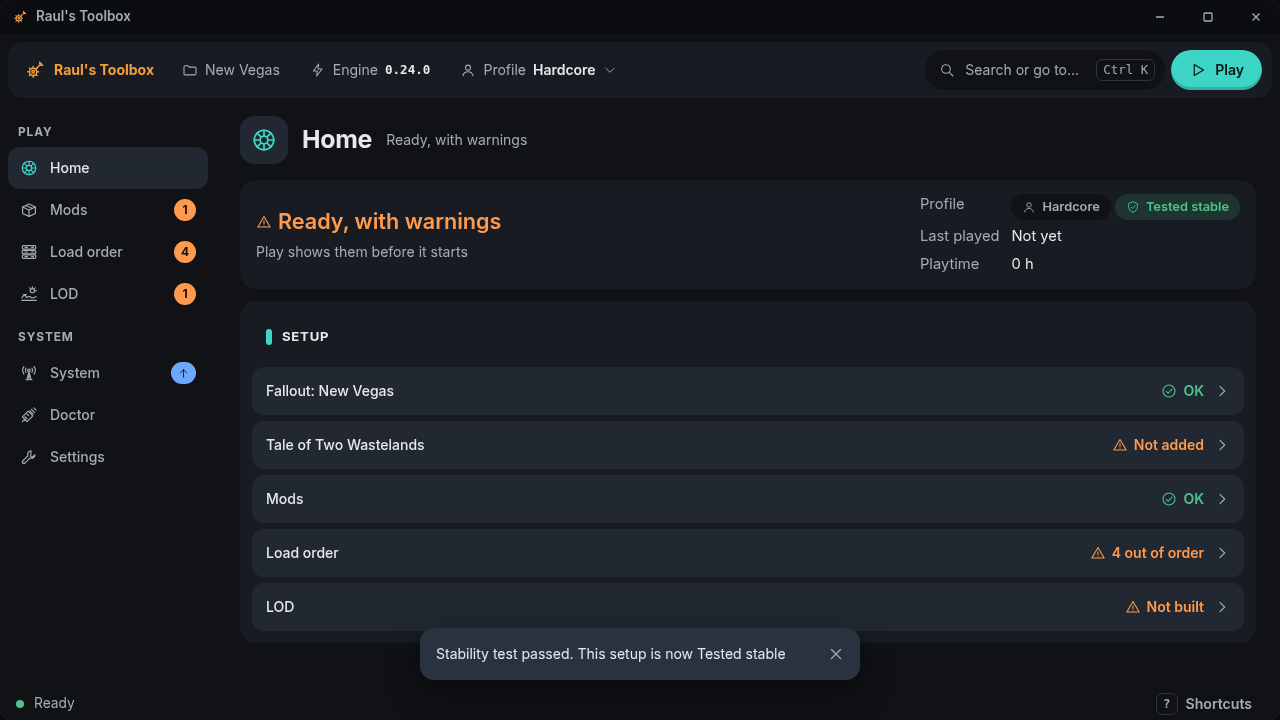 Raul's Toolbox
Raul's Toolbox
New Vegas
Engine 0.24.0
Profile Hardcore
Search or go to...
Ctrl K
Play
PLAY
Home
Mods 1
Load order 4
LOD 1
SYSTEM
System
Doctor
Settings
Home
Ready, with warnings
Ready, with warnings
Play shows them before it starts
Profile Hardcore Tested stable
Last played Not yet
Playtime 0 h
SETUP
Fallout: New Vegas OK
Tale of Two Wastelands Not added
Mods OK
Load order 4 out of order
LOD Not built
Stability test passed. This setup is now Tested stable
Ready
? Shortcuts